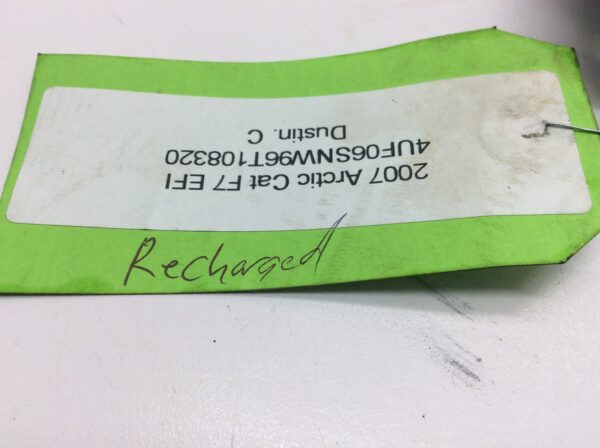 2007 Arctic Cat F7 EFI
4UF06SNW96T108320
Dustin. C
Recharged